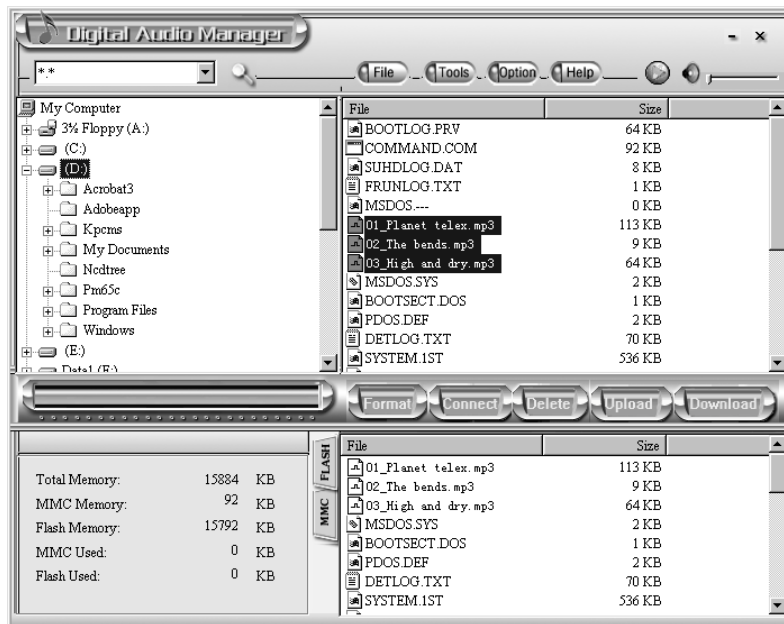 Digital Audio Manager
*.*
File Tools Option Help
My Computer
3½ Floppy (A:)
(C:)
(D:)
Acrobat3
Adobeapp
Kpcms
My Documents
Ncdtree
Pm65c
Program Files
Windows
(E:)
Data1 (F:)
File Size
BOOTLOG.PRV 64 KB
COMMAND.COM 92 KB
SUHDLOG.DAT 8 KB
FRUNLOG.TXT 1 KB
MSDOS.--- 0 KB
01_Planet telex.mp3 113 KB
02_The bends.mp3 9 KB
03_High and dry.mp3 64 KB
MSDOS.SYS 2 KB
BOOTSECT.DOS 1 KB
PDOS.DEF 2 KB
DETLOG.TXT 70 KB
SYSTEM.1ST 536 KB
Format Connect Delete Upload Download
Total Memory: 15884 KB
MMC Memory: 92 KB
Flash Memory: 15792 KB
MMC Used: 0 KB
Flash Used: 0 KB
FLASH
MMC
File Size
01_Planet telex.mp3 113 KB
02_The bends.mp3 9 KB
03_High and dry.mp3 64 KB
MSDOS.SYS 2 KB
BOOTSECT.DOS 1 KB
PDOS.DEF 2 KB
DETLOG.TXT 70 KB
SYSTEM.1ST 536 KB